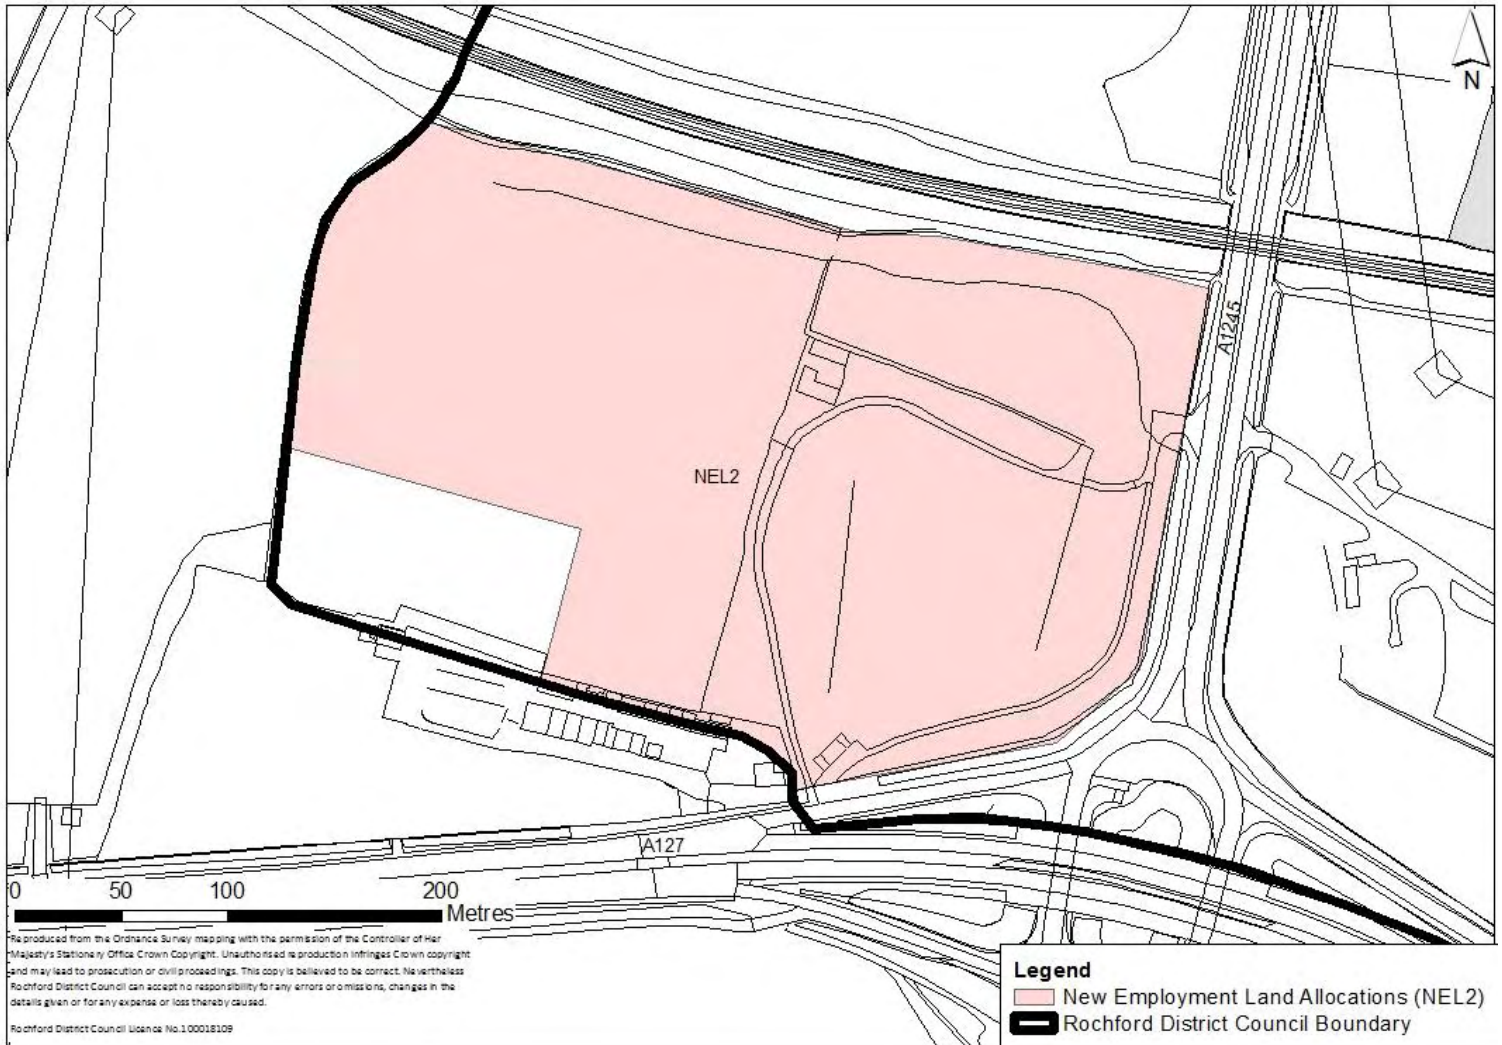 N
A1245
NEL2
A127
0 50 100 200
Metres
Reproduced from the Ordnance Survey mapping with the permission of the Controller of Her
Majesty's Stationery Office Crown Copyright. Unauthorised reproduction infringes Crown copyright
and may lead to prosecution or civil proceedings. This copy is believed to be correct. Nevertheless
Rochford District Council can accept no responsibility for any errors or omissions, changes in the
details given or for any expense or loss thereby caused.
Rochford District Council Licence No.100018109
Legend
New Employment Land Allocations (NEL2)
Rochford District Council Boundary